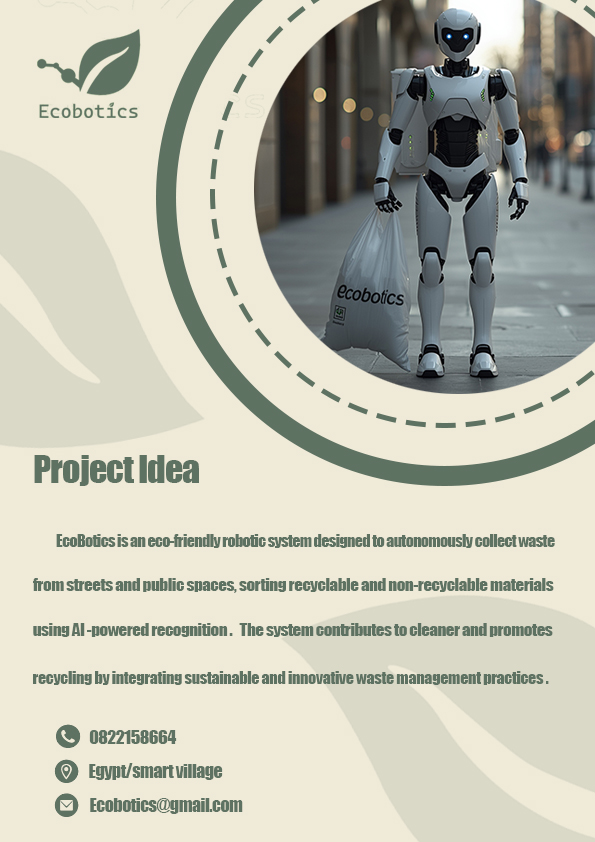 Ecobotics
ecobotics
Project Idea
EcoBotics is an eco-friendly robotic system designed to autonomously collect waste
from streets and public spaces, sorting recyclable and non-recyclable materials
using AI -powered recognition . The system contributes to cleaner and promotes
recycling by integrating sustainable and innovative waste management practices .
0822158664
Egypt/smart village
Ecobotics@gmail.com